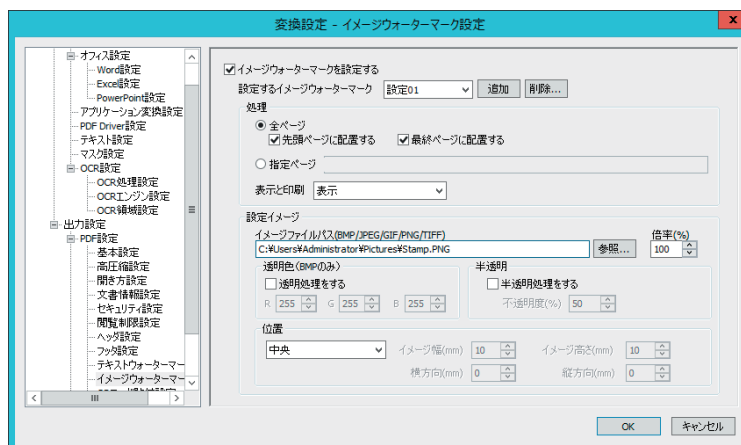 変換設定 - イメージウォーターマーク設定
x
オフィス設定
Word設定
Excel設定
PowerPoint設定
アプリケーション変換設定
PDF Driver設定
テキスト設定
マスク設定
OCR設定
OCR処理設定
OCRエンジン設定
OCR領域設定
出力設定
PDF設定
基本設定
高圧縮設定
開き方設定
文書情報設定
セキュリティ設定
閲覧制限設定
ヘッダ設定
フッタ設定
テキストウォーターマー
イメージウォーターマー
イメージウォーターマークを設定する
設定するイメージウォーターマーク 設定01 追加 削除...
処理
全ページ
先頭ページに配置する 最終ページに配置する
指定ページ
表示と印刷 表示
設定イメージ
イメージファイルパス(BMP/JPEG/GIF/PNG/TIFF) 倍率(%)
C:¥Users¥Administrator¥Pictures¥Stamp.PNG 参照... 100
透明色(BMPのみ) 半透明
透明処理をする 半透明処理をする
R 255 G 255 B 255 不透明度(%) 50
位置
中央 イメージ幅(mm) 10 イメージ高さ(mm) 10
横方向(mm) 0 縦方向(mm) 0
OK キャンセル